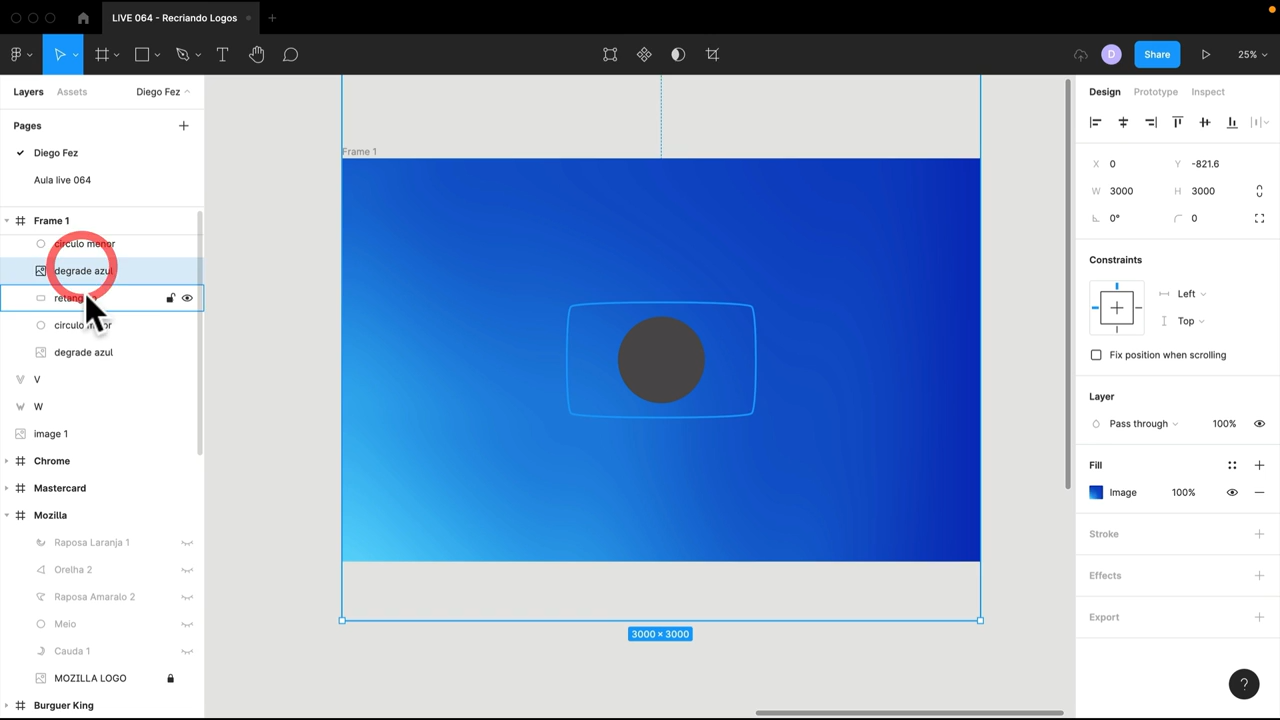 LIVE 064 - Recriando Logos
D
Share
25%
Layers
Assets
Diego Fez
Pages
Diego Fez
Aula live 064
Frame 1
circulo menor
degrade azul
degrade azul
V
W
image 1
Chrome
Mastercard
Mozilla
Raposa Laranja 1
Orelha 2
Raposa Amaralo 2
Meio
Cauda 1
MOZILLA LOGO
Burguer King
Frame 1
3000 × 3000
Design
Prototype
Inspect
X 0
Y -821.6
W 3000
H 3000
0°
0
Constraints
Left
Top
Fix position when scrolling
Layer
Pass through
100%
Fill
Image
100%
Stroke
Effects
Export
?